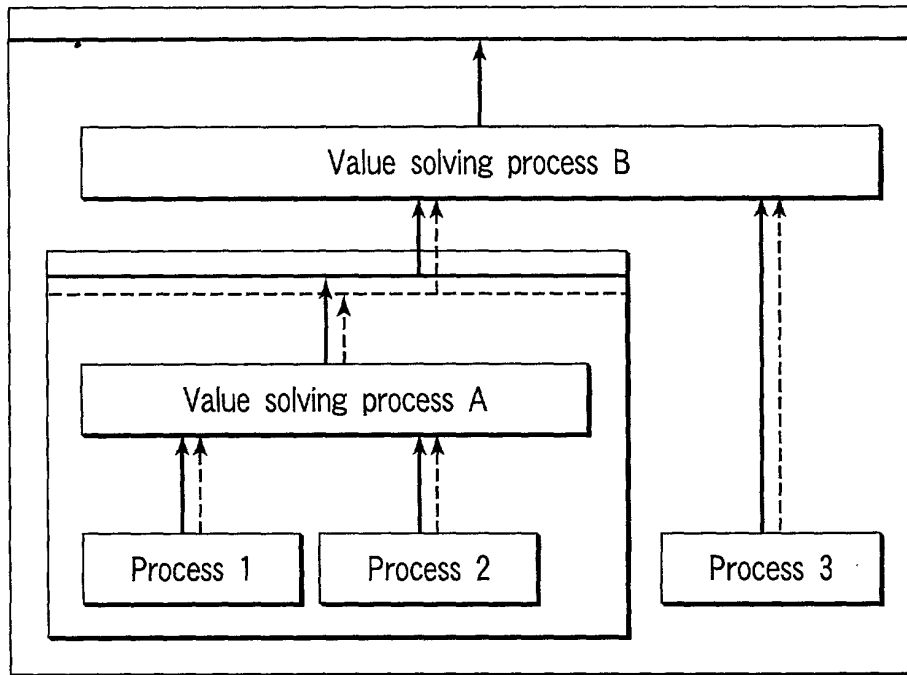 Value solving process B
Value solving process A
Process 1
Process 2
Process 3